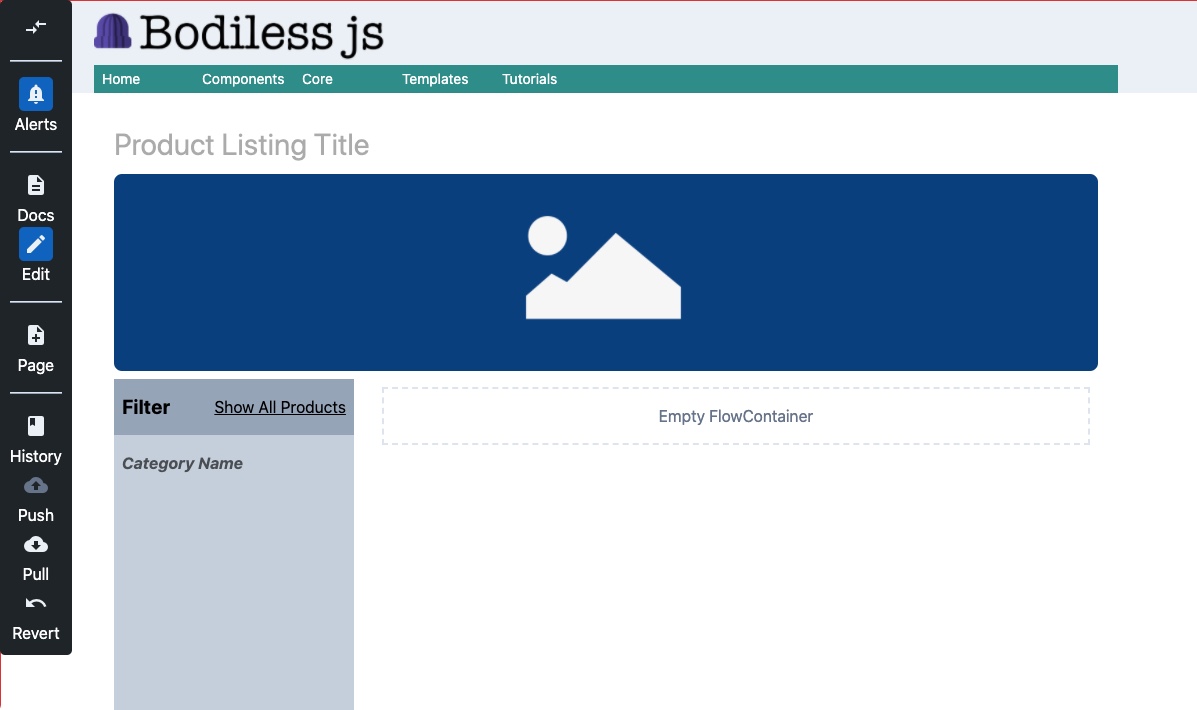 Bodiless js
Home Components Core Templates Tutorials
Alerts
Docs
Edit
Page
History
Push
Pull
Revert
Product Listing Title
Filter Show All Products
Category Name
Empty FlowContainer